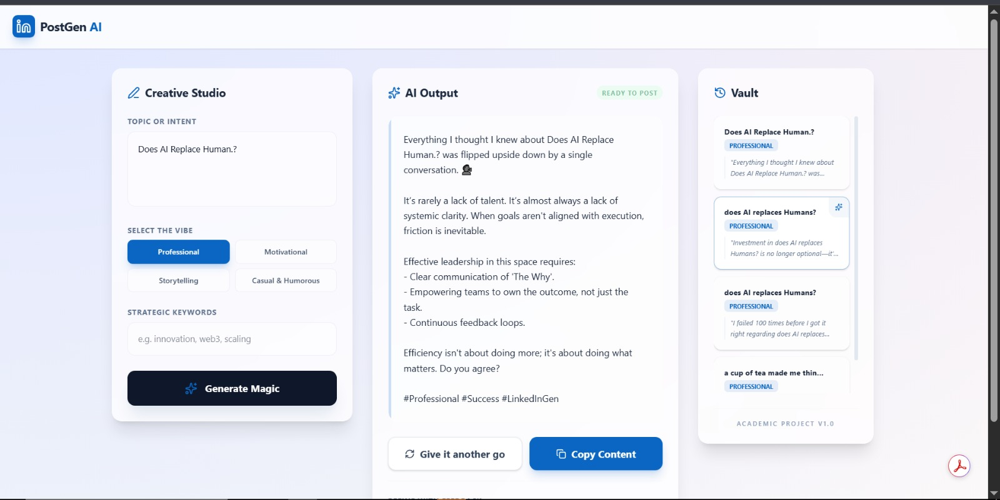 in PostGen AI
Creative Studio
TOPIC OR INTENT
Does AI Replace Human.?
SELECT THE VIBE
Professional
Motivational
Storytelling
Casual & Humorous
STRATEGIC KEYWORDS
e.g. innovation, web3, scaling
Generate Magic
AI Output
READY TO POST
Everything I thought I knew about Does AI Replace
Human.? was flipped upside down by a single
conversation. 🗣️
It’s rarely a lack of talent. It’s almost always a lack of
systemic clarity. When goals aren't aligned with execution,
friction is inevitable.
Effective leadership in this space requires:
- Clear communication of 'The Why'.
- Empowering teams to own the outcome, not just the
task.
- Continuous feedback loops.
Efficiency isn't about doing more; it's about doing what
matters. Do you agree?
#Professional #Success #LinkedInGen
Give it another go
Copy Content
Vault
Does AI Replace Human.?
PROFESSIONAL
"Everything I thought I knew about
Does AI Replace Human.? was...
does AI replaces Humans?
PROFESSIONAL
"Investment in does AI replaces
Humans? is no longer optional—it'...
does AI replaces Humans?
PROFESSIONAL
"I failed 100 times before I got it
right regarding does AI replaces...
a cup of tea made me thin...
PROFESSIONAL
ACADEMIC PROJECT V1.0